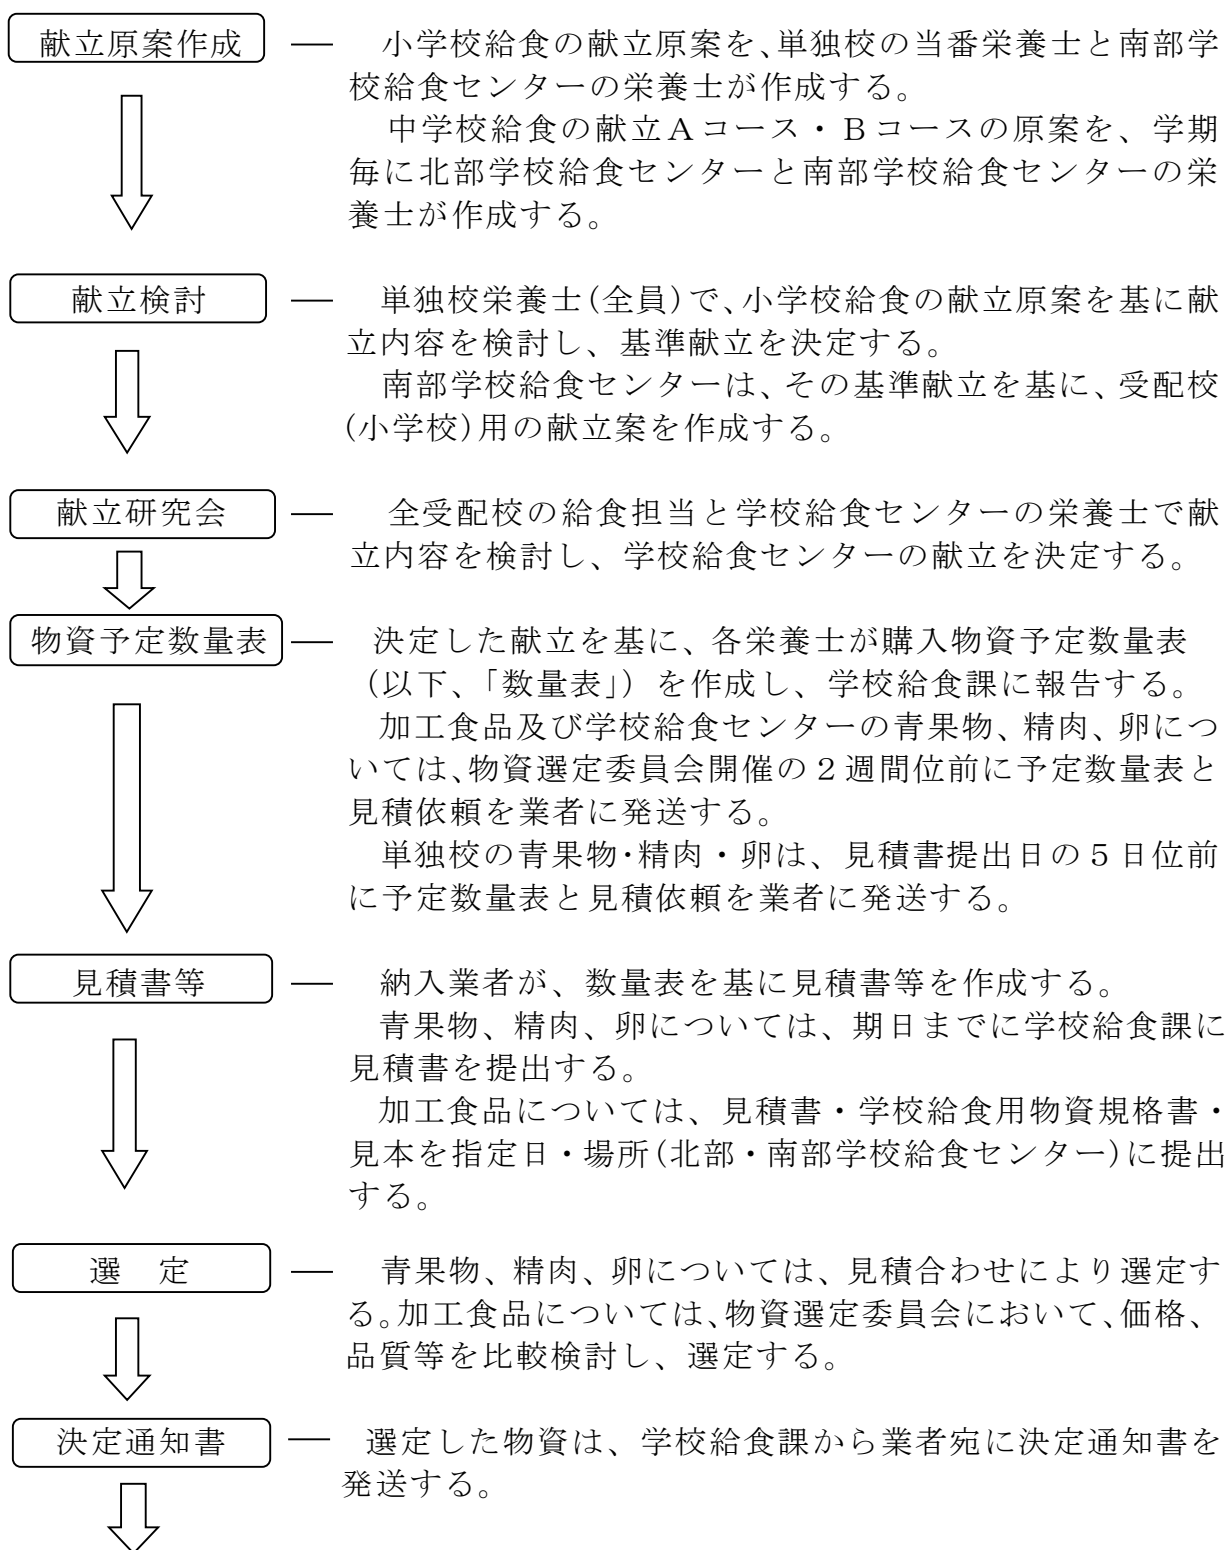 献立原案作成 ― 小学校給食の献立原案を、単独校の当番栄養士と南部学
校給食センターの栄養士が作成する。
中学校給食の献立Ａコース・Ｂコースの原案を、学期
毎に北部学校給食センターと南部学校給食センターの栄
養士が作成する。
献立検討 ― 単独校栄養士(全員)で、小学校給食の献立原案を基に献
立内容を検討し、基準献立を決定する。
南部学校給食センターは、その基準献立を基に、受配校
(小学校)用の献立案を作成する。
献立研究会 ― 全受配校の給食担当と学校給食センターの栄養士で献
立内容を検討し、学校給食センターの献立を決定する。
物資予定数量表 ― 決定した献立を基に、各栄養士が購入物資予定数量表
（以下、「数量表」）を作成し、学校給食課に報告する。
加工食品及び学校給食センターの青果物、精肉、卵につ
いては、物資選定委員会開催の２週間位前に予定数量表と
見積依頼を業者に発送する。
単独校の青果物･精肉・卵は、見積書提出日の５日位前
に予定数量表と見積依頼を業者に発送する。
見積書等 ― 納入業者が、数量表を基に見積書等を作成する。
青果物、精肉、卵については、期日までに学校給食課に
見積書を提出する。
加工食品については、見積書・学校給食用物資規格書・
見本を指定日・場所(北部・南部学校給食センター)に提出
する。
選　定 ― 青果物、精肉、卵については、見積合わせにより選定す
る。加工食品については、物資選定委員会において、価格、
品質等を比較検討し、選定する。
決定通知書 ― 選定した物資は、学校給食課から業者宛に決定通知書を
発送する。